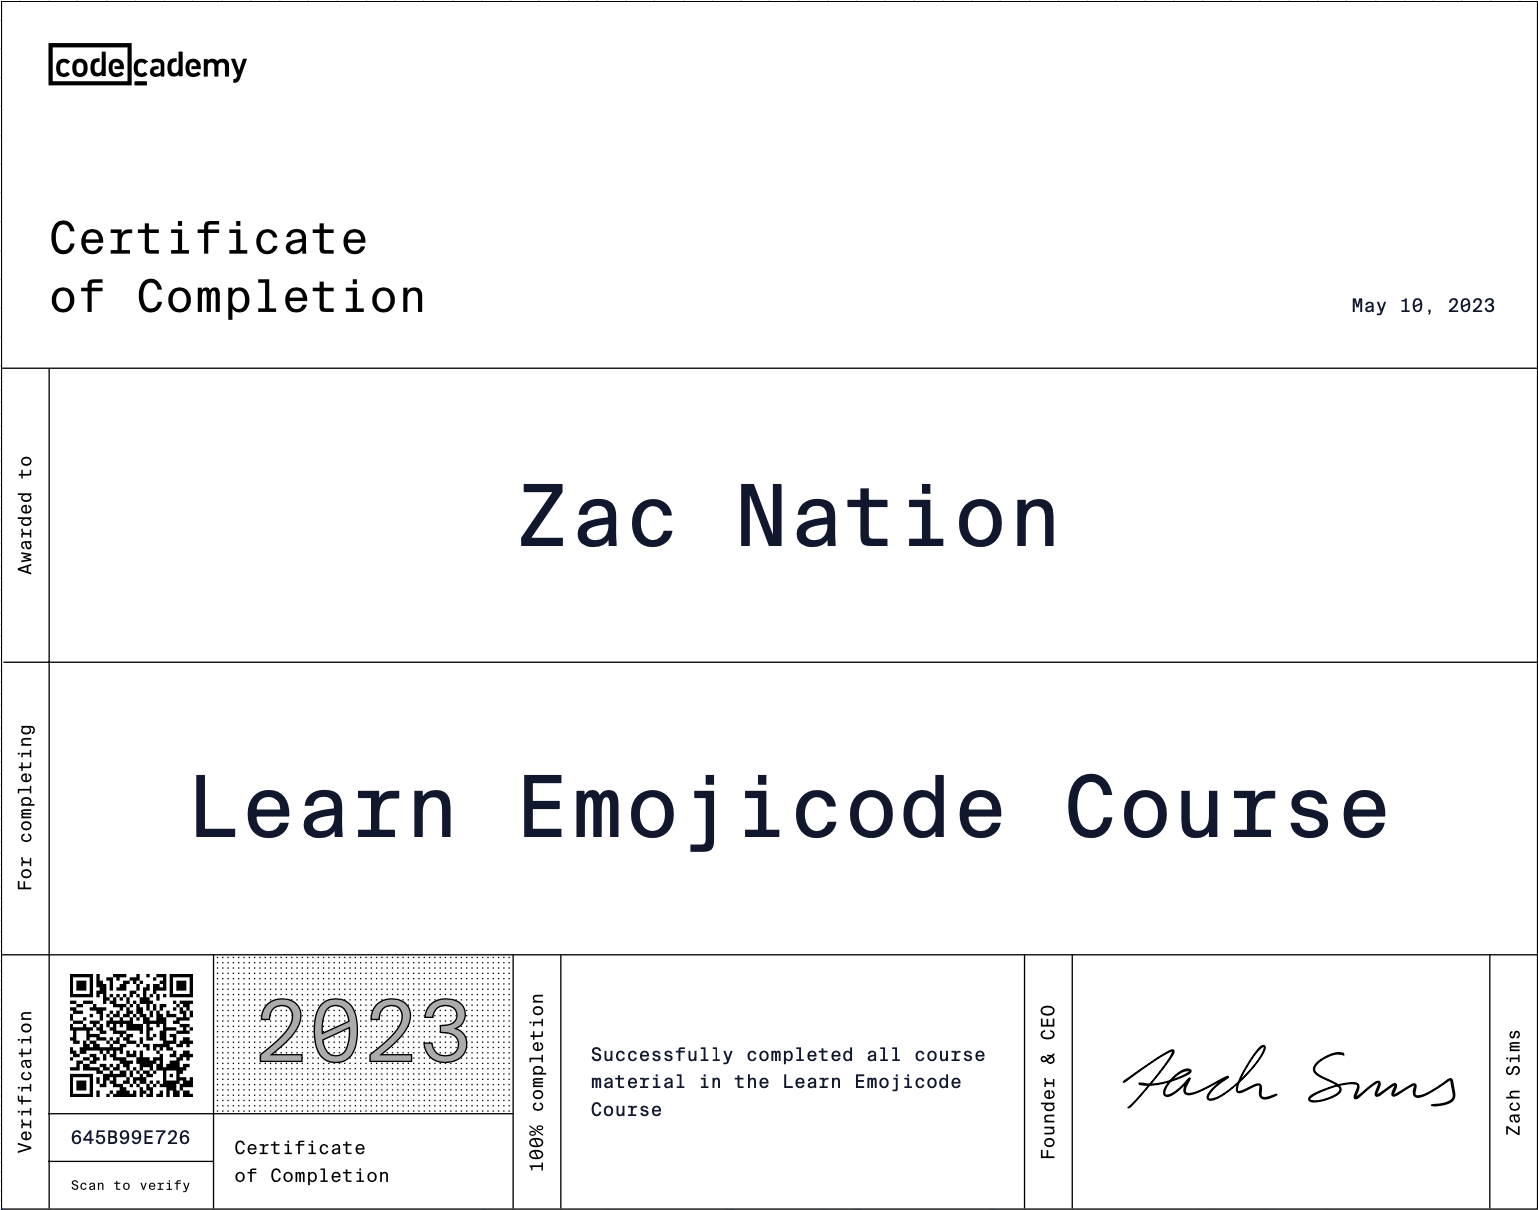 codecademy
Certificate
of Completion
May 10, 2023
Awarded to
Zac Nation
For completing
Learn Emojicode Course
Verification
645B99E726
Scan to verify
2023
Certificate
of Completion
100% completion
Successfully completed all course
material in the Learn Emojicode
Course
Founder & CEO
Zach Sims
Zach Sims